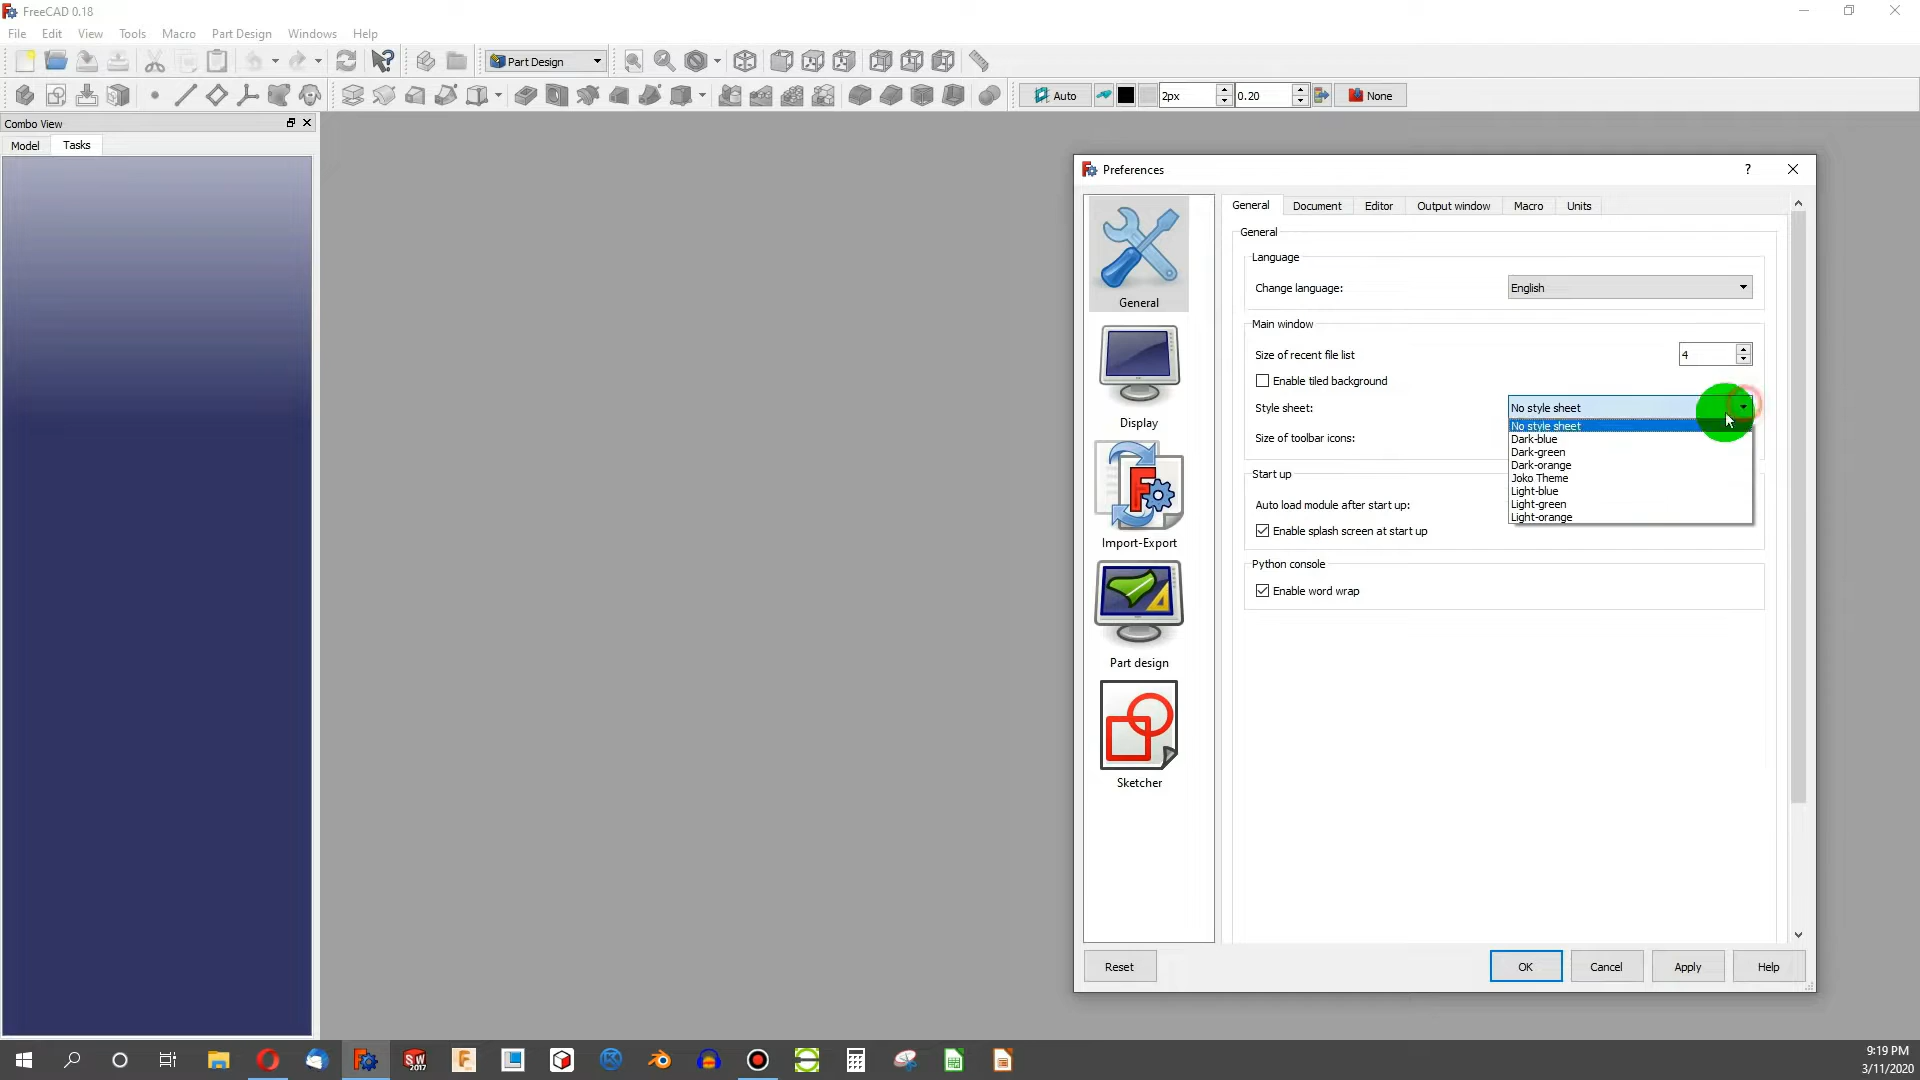 FreeCAD 0.18
File Edit View Tools Macro Part Design Windows Help
Part Design
Auto 2px 0.20 None
Combo View
Model Tasks
Preferences ?
General Document Editor Output window Macro Units
General
Language
Change language: English
Main window
Size of recent file list 4
Enable tiled background
Style sheet: No style sheet
No style sheet
Dark-blue
Dark-green
Dark-orange
Joko Theme
Light-blue
Light-green
Light-orange
Size of toolbar icons:
Start up
Auto load module after start up:
Enable splash screen at start up
Python console
Enable word wrap
General
Display
Import-Export
Part design
Sketcher
Reset OK Cancel Apply Help
SW
2017
9:19 PM
3/11/2020